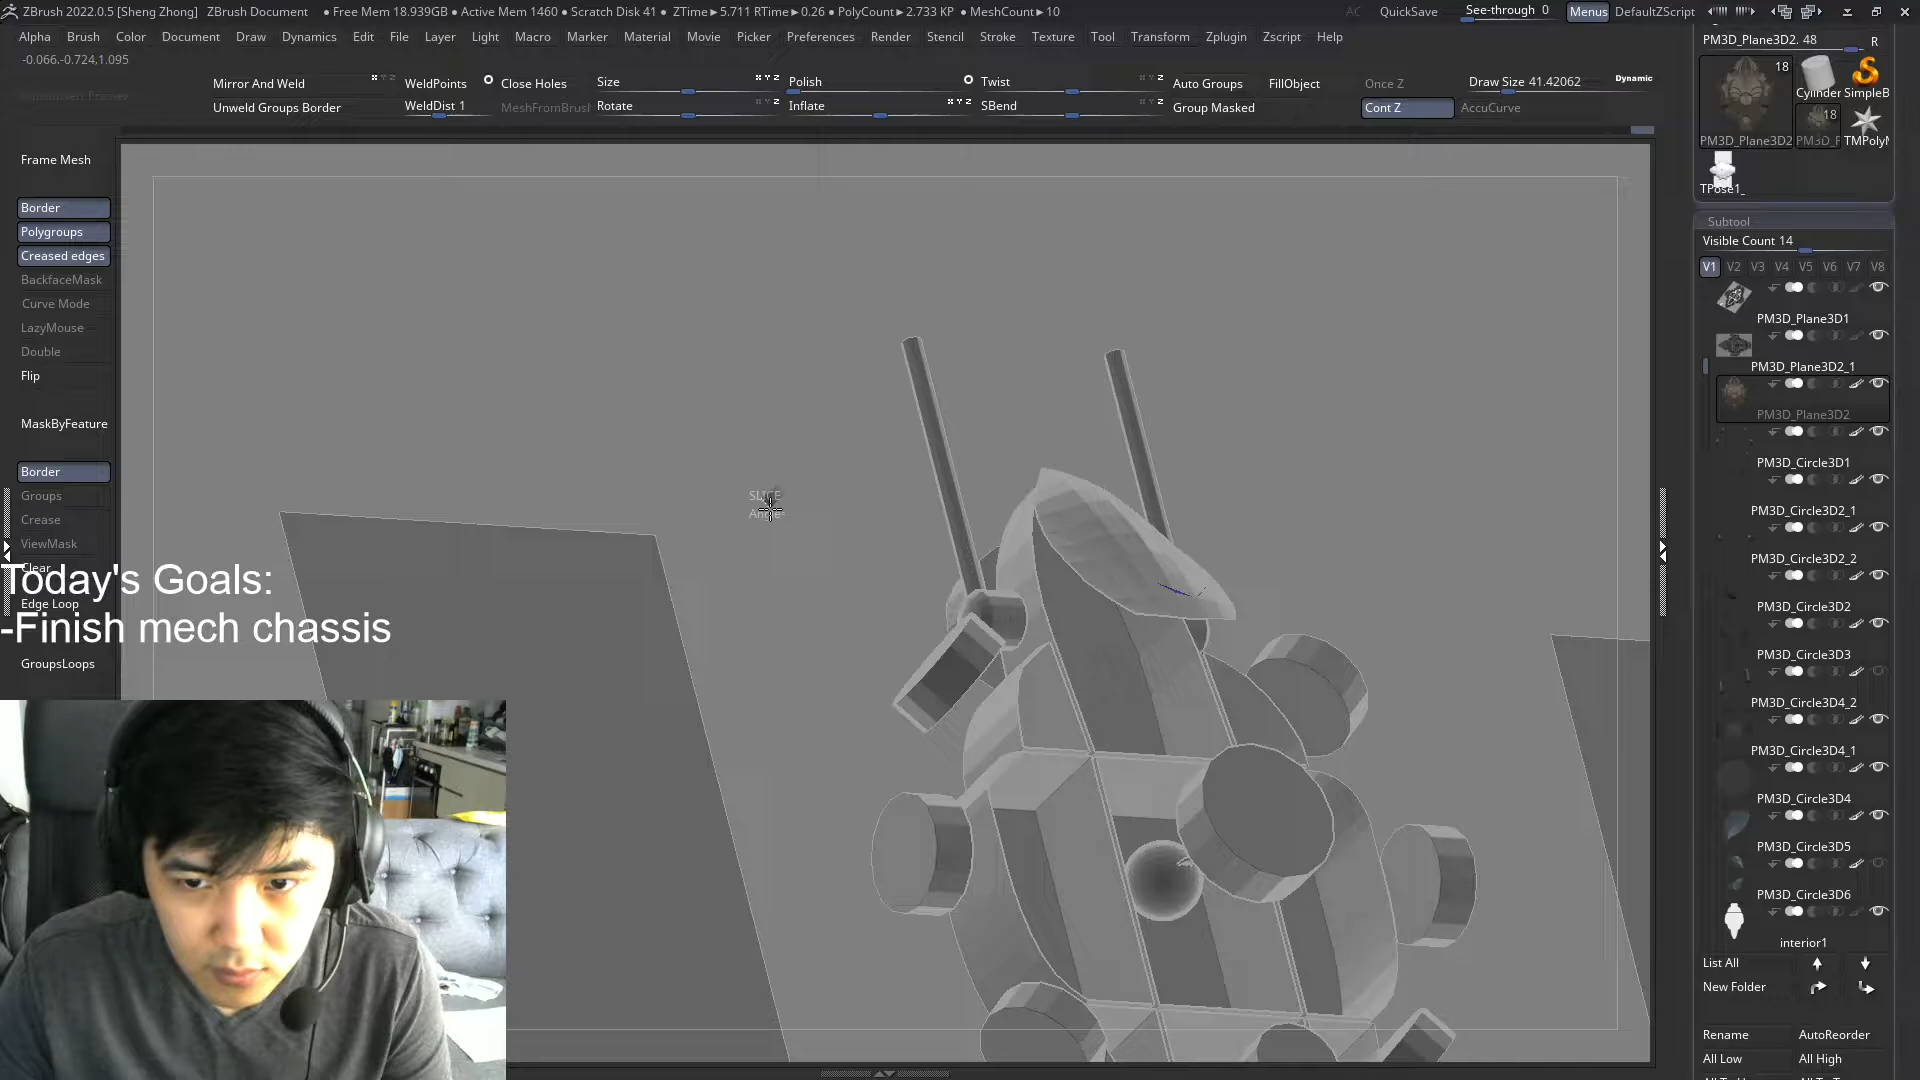 ZBrush 2022.0.5 [Sheng Zhong] ZBrush Document ● Free Mem 18.939GB ● Active Mem 1460 ● Scratch Disk 41 ● ZTime►5.711 RTime►0.26 ● PolyCount►2.733 KP ● MeshCount►10 AC QuickSave See-through 0 Menus DefaultZScript
Alpha Brush Color Document Draw Dynamics Edit File Layer Light Macro Marker Material Movie Picker Preferences Render Stencil Stroke Texture Tool Transform Zplugin Zscript Help
-0.066,-0.724,1.095
Mirror And Weld WeldPoints Close Holes Size Polish Twist Auto Groups FillObject Once Z Draw Size 41.42062 Dynamic
Unweld Groups Border WeldDist 1 MeshFromBrush Rotate Inflate SBend Group Masked Cont Z AccuCurve
Frame Mesh
Border
Polygroups
Creased edges
BackfaceMask
Curve Mode
LazyMouse
Double
Flip
MaskByFeature
Border
Groups
Crease
ViewMask
Clear
Edge Loop
GroupsLoops
Today's Goals:
-Finish mech chassis
SLICE
PM3D_Plane3D2. 48 R
18
Cylinder SimpleB
18
PM3D_Plane3D2 PM3D_P TMPolyM
TPose1_
Subtool
Visible Count 14
V1 V2 V3 V4 V5 V6 V7 V8
PM3D_Plane3D1
PM3D_Plane3D2_1
PM3D_Plane3D2
PM3D_Circle3D1
PM3D_Circle3D2_1
PM3D_Circle3D2_2
PM3D_Circle3D2
PM3D_Circle3D3
PM3D_Circle3D4_2
PM3D_Circle3D4_1
PM3D_Circle3D4
PM3D_Circle3D5
PM3D_Circle3D6
interior1
List All
New Folder
Rename AutoReorder
All Low All High